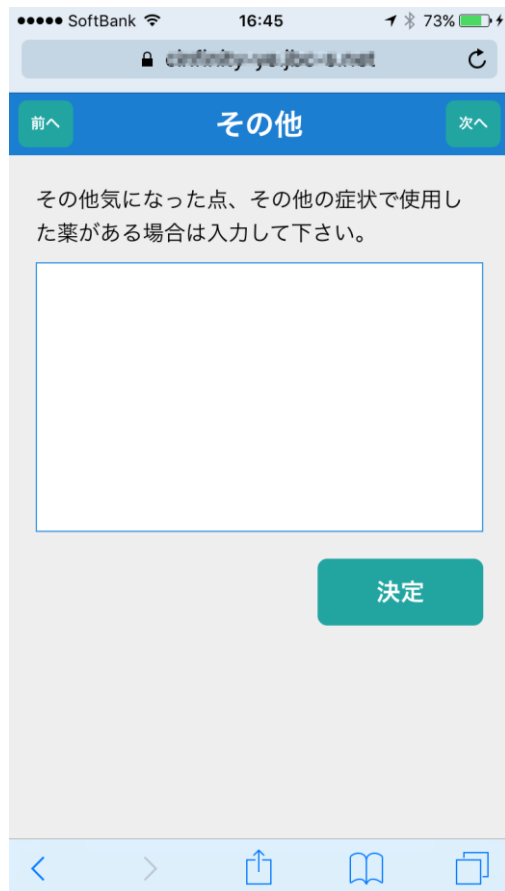 SoftBank 16:45 73%
前へ その他 次へ
その他気になった点、その他の症状で使用し
た薬がある場合は入力して下さい。
決定